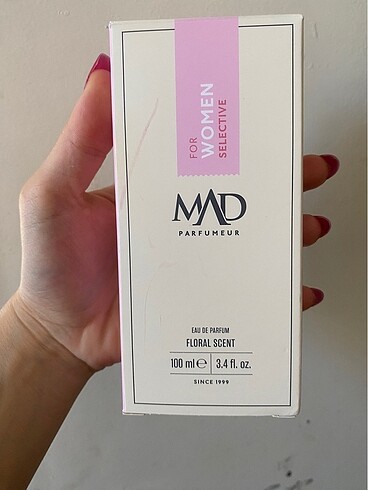 FOR
WOMEN
SELECTIVE
MAD
PARFUMEUR
EAU DE PARFUM
FLORAL SCENT
100 ml ℮ 3.4 fl. oz.
SINCE 1999